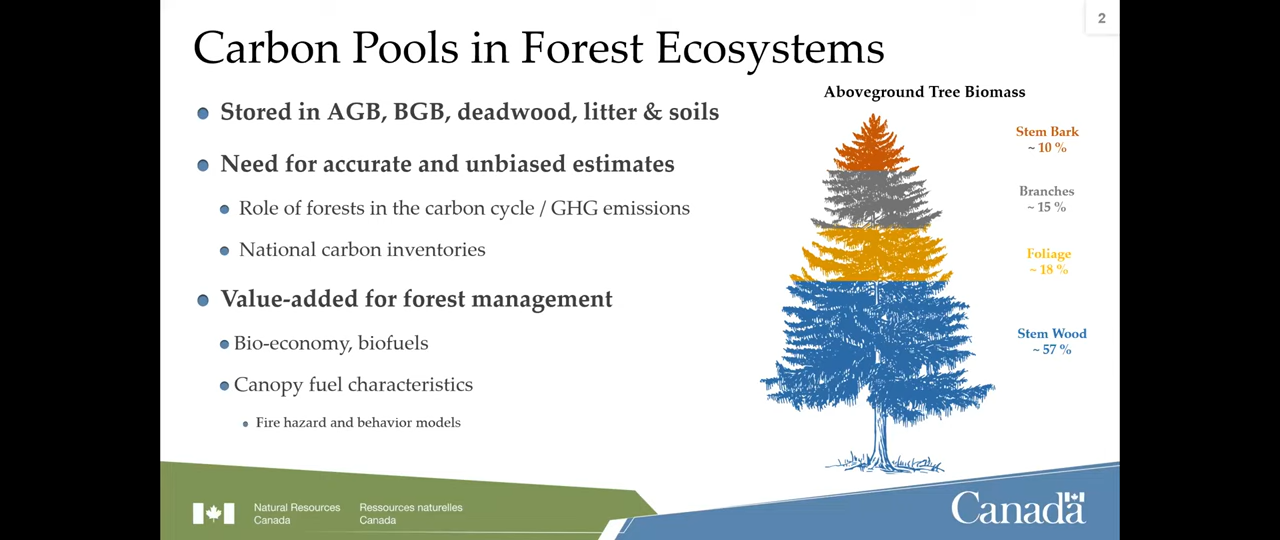 2
Carbon Pools in Forest Ecosystems
Stored in AGB, BGB, deadwood, litter & soils
Need for accurate and unbiased estimates
Role of forests in the carbon cycle / GHG emissions
National carbon inventories
Value-added for forest management
Bio-economy, biofuels
Canopy fuel characteristics
Fire hazard and behavior models
Aboveground Tree Biomass
Stem Bark
~ 10 %
Branches
~ 15 %
Foliage
~ 18 %
Stem Wood
~ 57 %
Natural Resources
Canada
Ressources naturelles
Canada
Canada